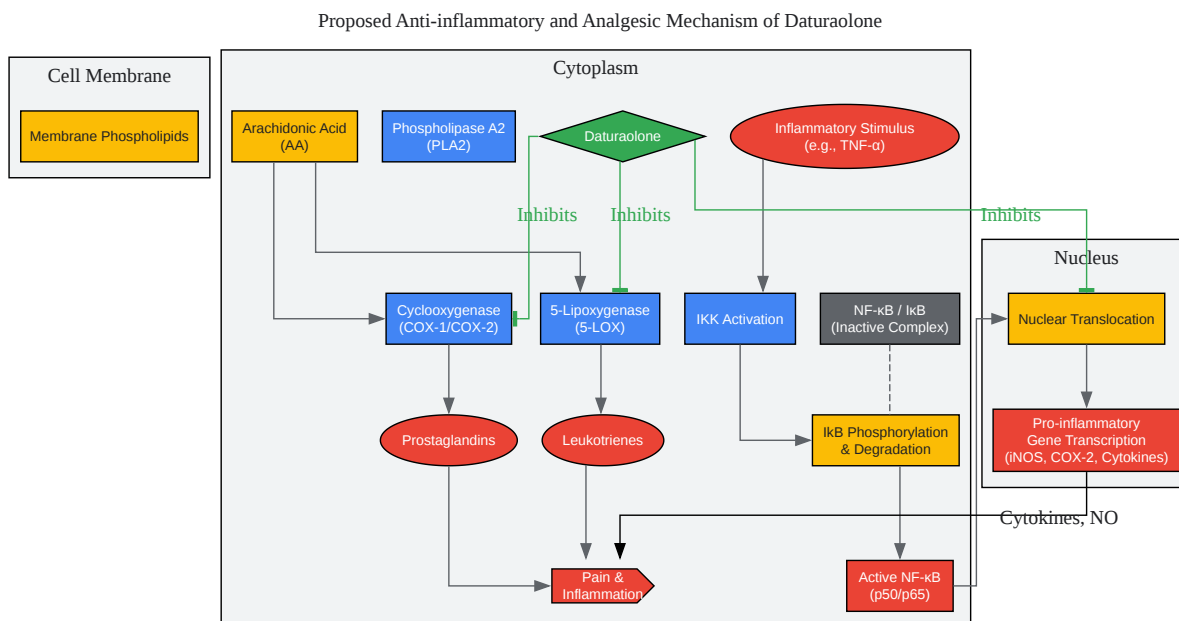 Proposed Anti-inflammatory and Analgesic Mechanism of Daturaolone
Cell Membrane
Cytoplasm
Membrane Phospholipids
Arachidonic Acid
(AA)
Phospholipase A2
(PLA2)
Daturaolone
Inflammatory Stimulus
(e.g., TNF-α)
Inhibits
Inhibits
Inhibits
Nucleus
Cyclooxygenase
(COX-1/COX-2)
5-Lipoxygenase
(5-LOX)
IKK Activation
NF-κB / IκB
(Inactive Complex)
Nuclear Translocation
Prostaglandins
Leukotrienes
IkB Phosphorylation
& Degradation
Pro-inflammatory
Gene Transcription
(iNOS, COX-2, Cytokines)
Cytokines, NO
Pain &
Inflammation
Active NF-κB
(p50/p65)